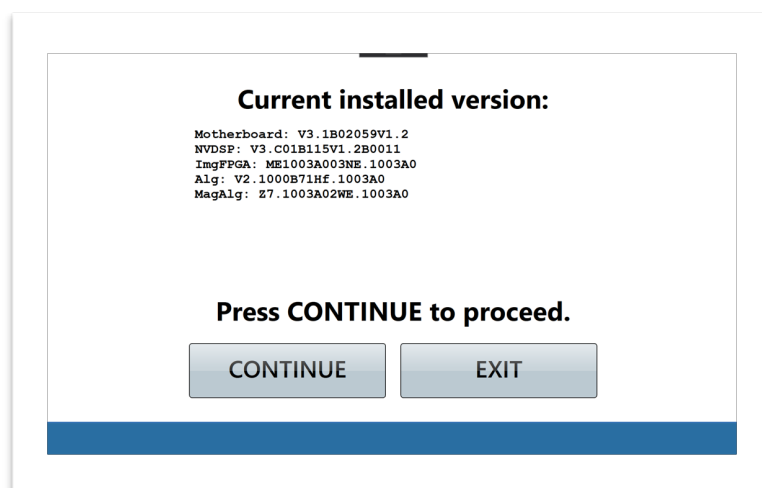 Current installed version:
Motherboard: V3.1B02059V1.2
NVDSP: V3.C01B115V1.2B0011
ImgFPGA: ME1003A003NE.1003A0
Alg: V2.1000B71Hf.1003A0
MagAlg: Z7.1003A02WE.1003A0
Press CONTINUE to proceed.
CONTINUE
EXIT